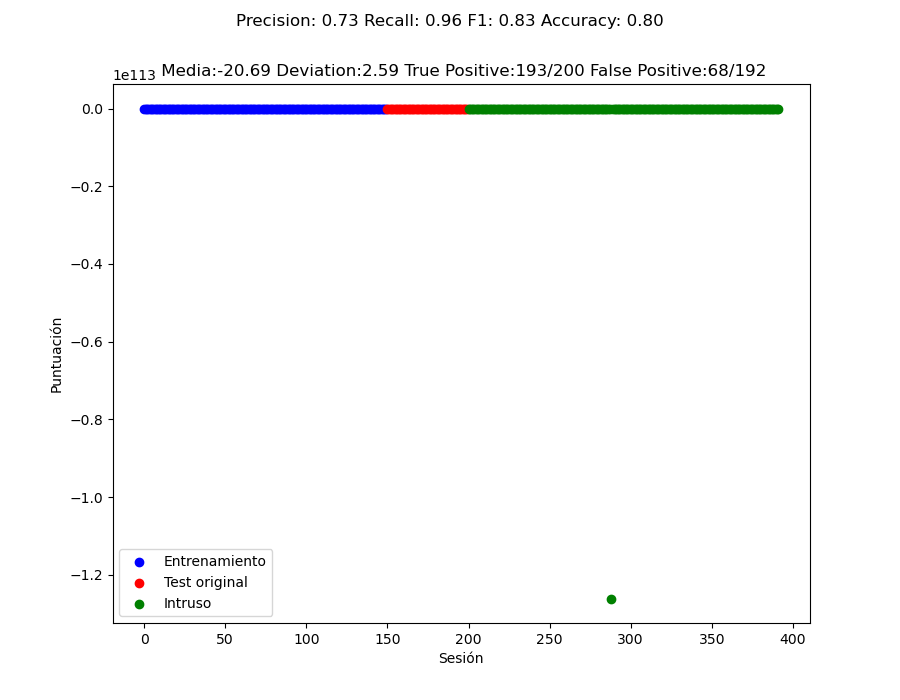 Precision: 0.73 Recall: 0.96 F1: 0.83 Accuracy: 0.80
Media:-20.69 Deviation:2.59 True Positive:193/200 False Positive:68/192
1e113
0.0
−0.2
−0.4
−0.6
−0.8
−1.0
−1.2
Puntuación
Entrenamiento
Test original
Intruso
0 50 100 150 200 250 300 350 400
Sesión